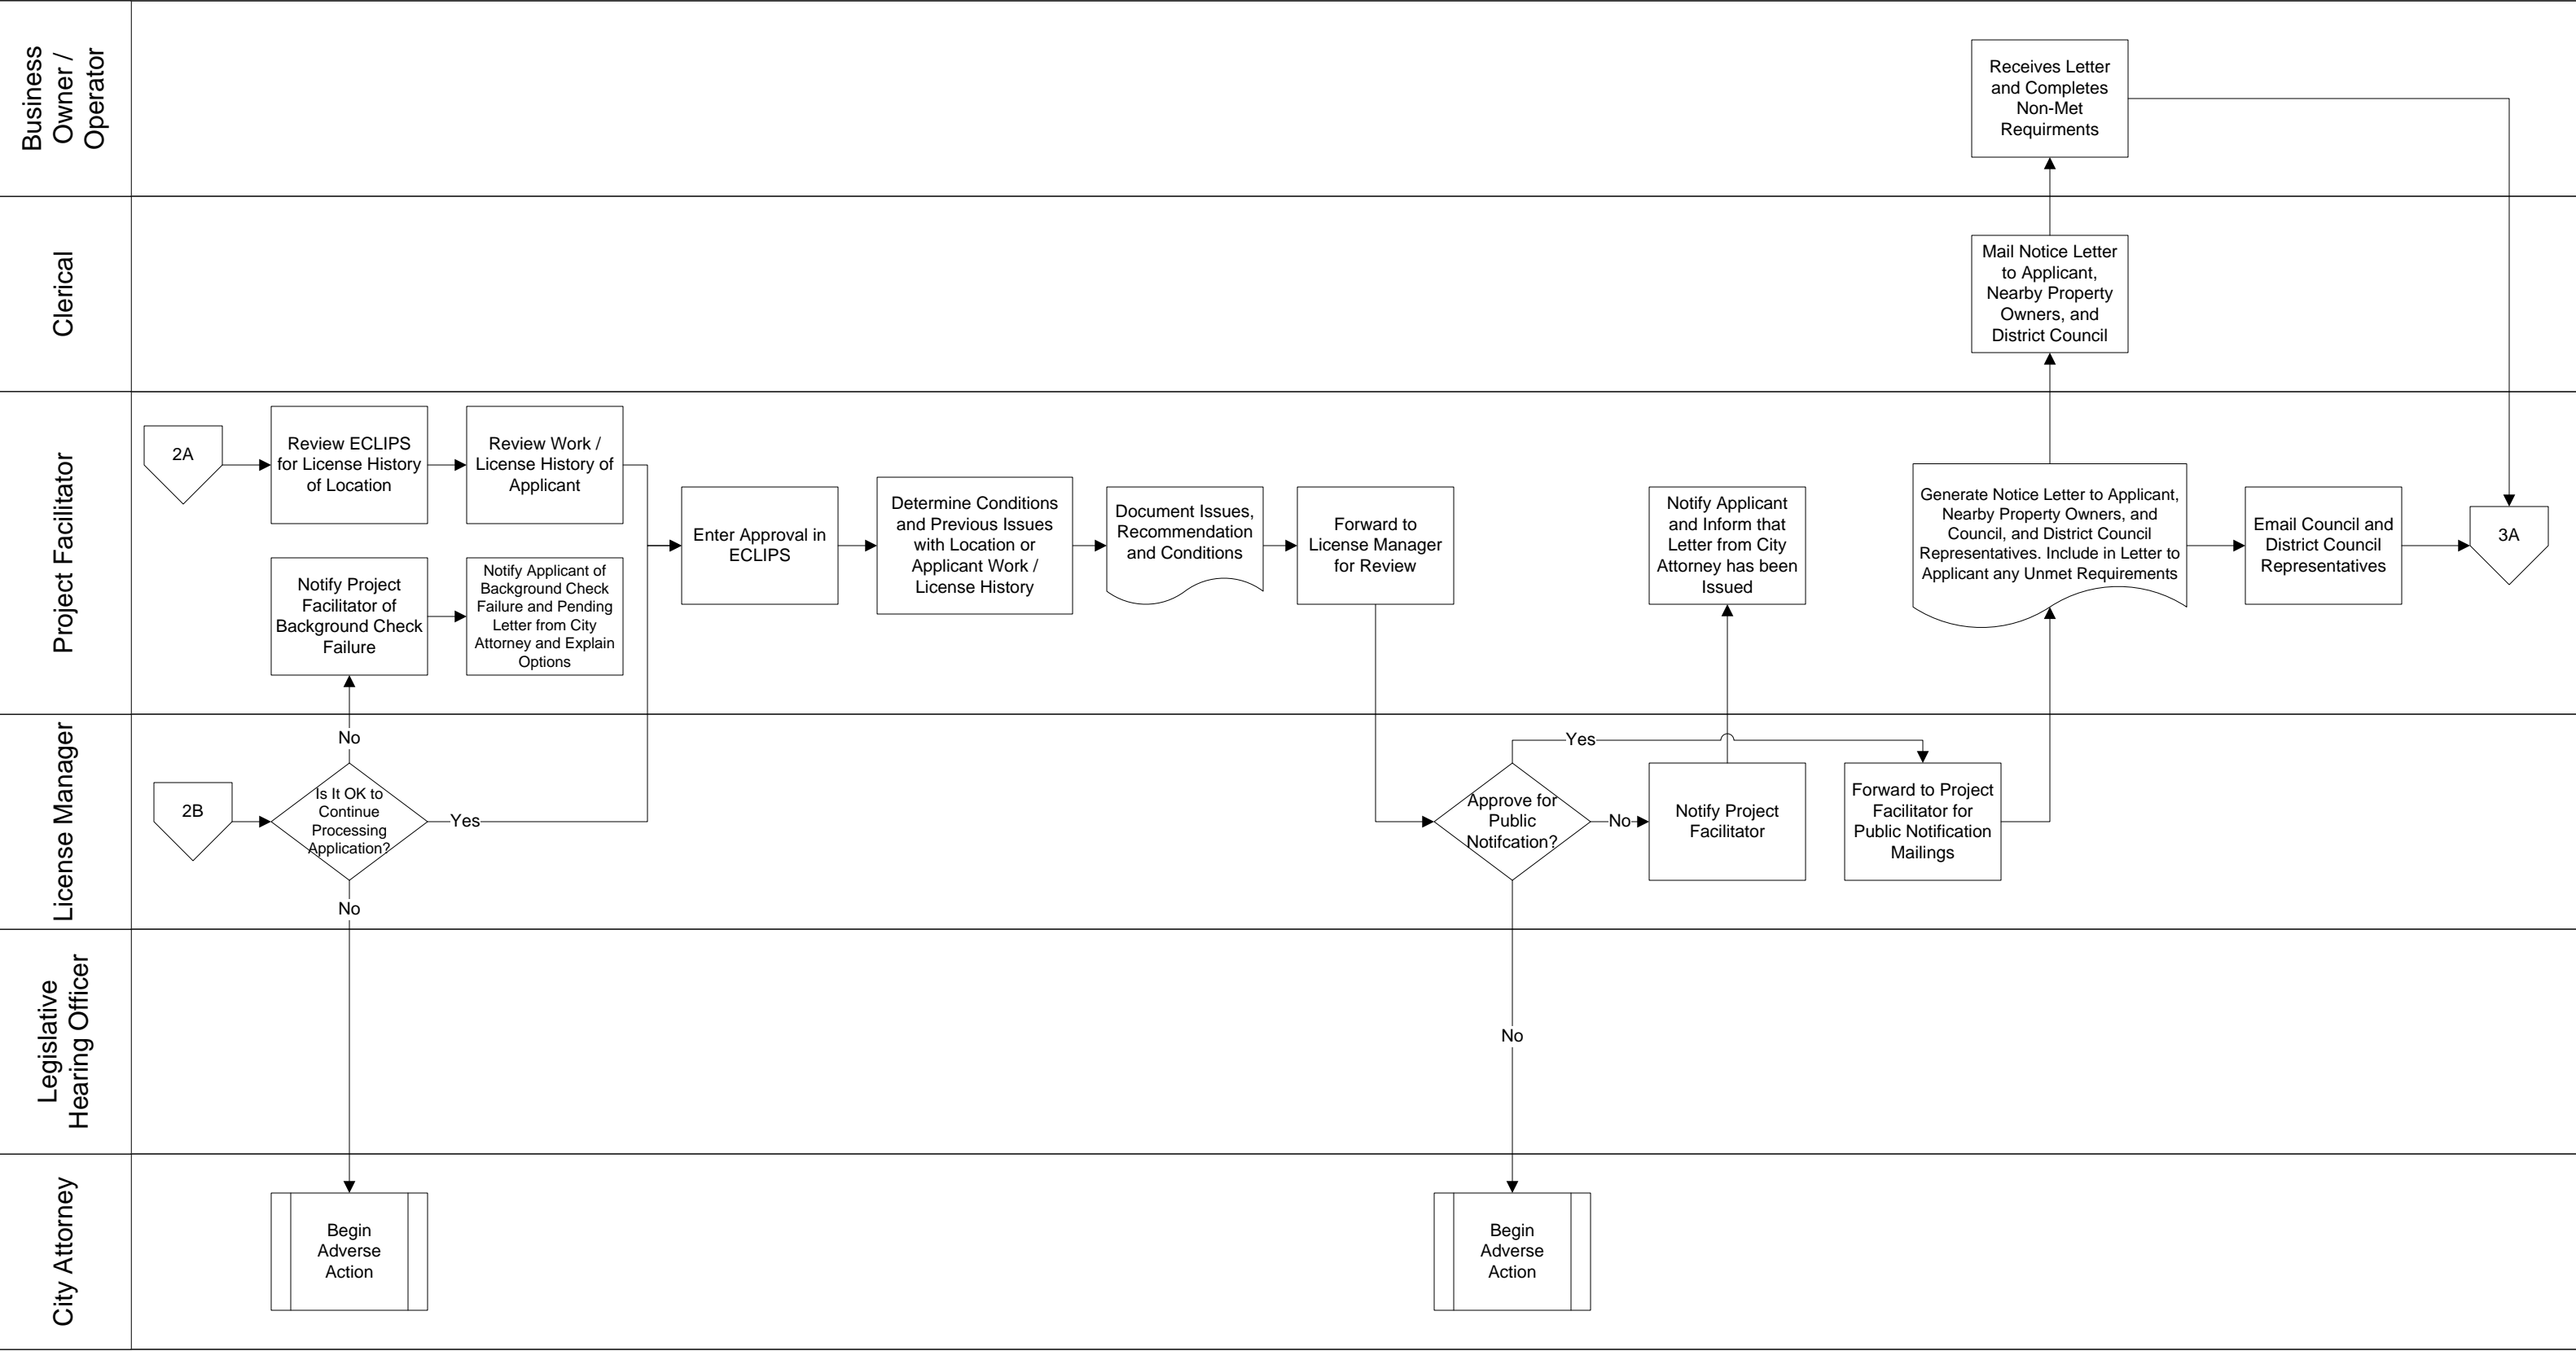 Business
Owner /
Operator
Receives Letter
and Completes
Non-Met
Requirments
Clerical
Mail Notice Letter
to Applicant,
Nearby Property
Owners, and
District Council
Project Facilitator
2A
Review ECLIPS
for License History
of Location
Review Work /
License History of
Applicant
Notify Project
Facilitator of
Background Check
Failure
Notify Applicant of
Background Check
Failure and Pending
Letter from City
Attorney and Explain
Options
Enter Approval in
ECLIPS
Determine Conditions
and Previous Issues
with Location or
Applicant Work /
License History
Document Issues,
Recommendation
and Conditions
Forward to
License Manager
for Review
Notify Applicant
and Inform that
Letter from City
Attorney has been
Issued
Generate Notice Letter to Applicant,
Nearby Property Owners, and
Council, and District Council
Representatives. Include in Letter to
Applicant any Unmet Requirements
Email Council and
District Council
Representatives
3A
License Manager
No
2B
Is It OK to
Continue
Processing
Application?
Yes
No
Yes
Approve for
Public
Notifcation?
No
Notify Project
Facilitator
Forward to Project
Facilitator for
Public Notification
Mailings
Legislative
Hearing Officer
No
City Attorney
Begin
Adverse
Action
Begin
Adverse
Action